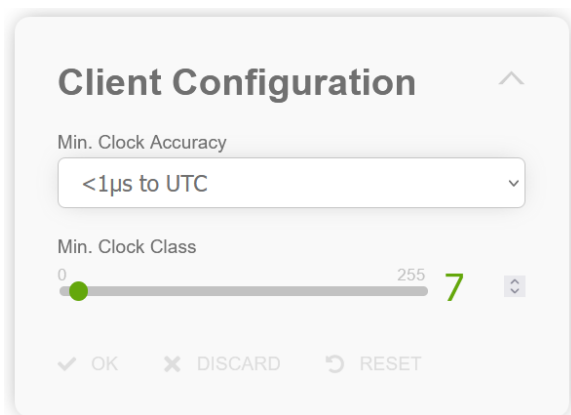 Client Configuration
Min. Clock Accuracy
<1µs to UTC
Min. Clock Class
0 255 7
OK DISCARD RESET